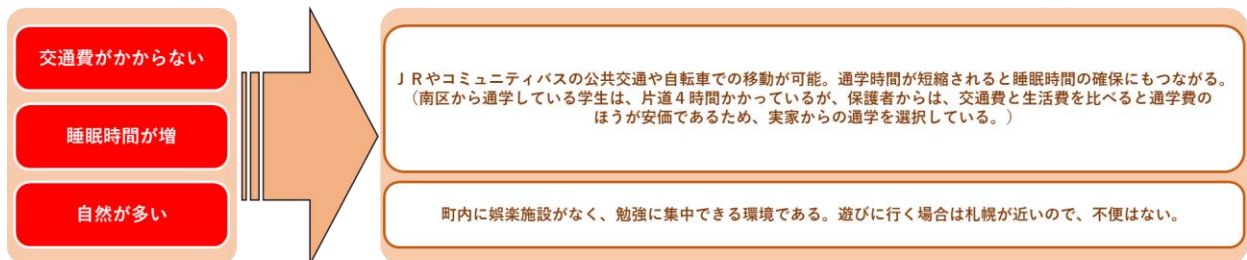 交通費がかからない
睡眠時間が増
自然が多い
ＪＲやコミュニティバスの公共交通や自転車での移動が可能。通学時間が短縮されると睡眠時間の確保にもつながる。
（南区から通学している学生は、片道４時間かかっているが、保護者からは、交通費と生活費を比べると通学費の
ほうが安価であるため、実家からの通学を選択している。）
町内に娯楽施設がなく、勉強に集中できる環境である。遊びに行く場合は札幌が近いので、不便はない。